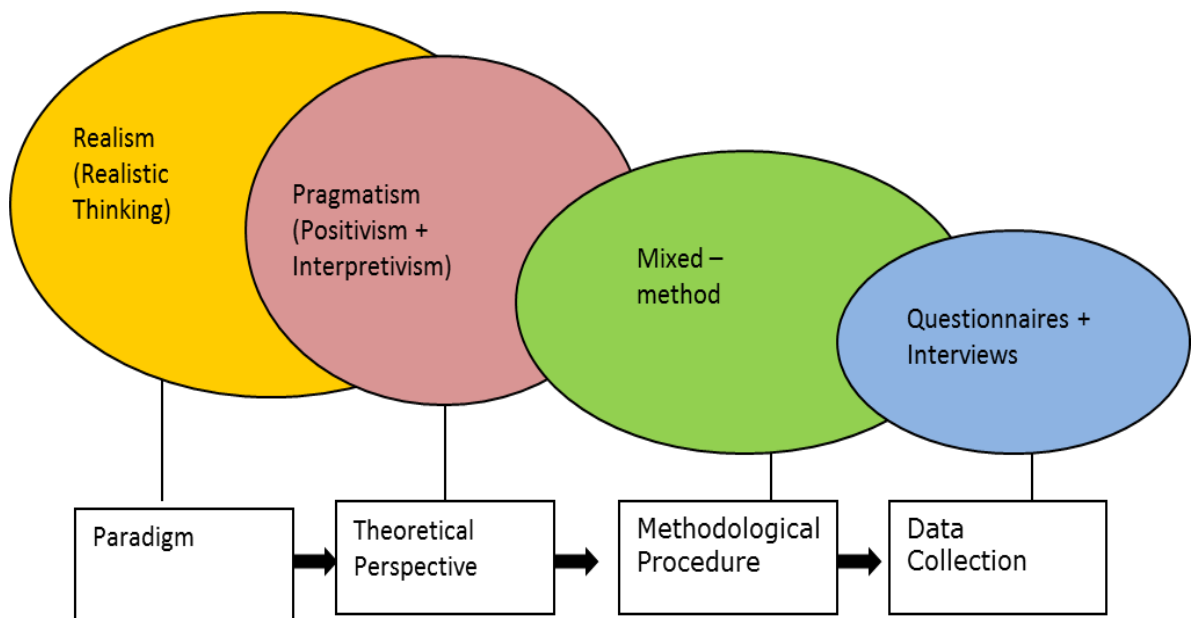 Realism
(Realistic
Thinking)
Pragmatism
(Positivism +
Interpretivism)
Mixed –
method
Questionnaires +
Interviews
Paradigm
Theoretical
Perspective
Methodological
Procedure
Data
Collection